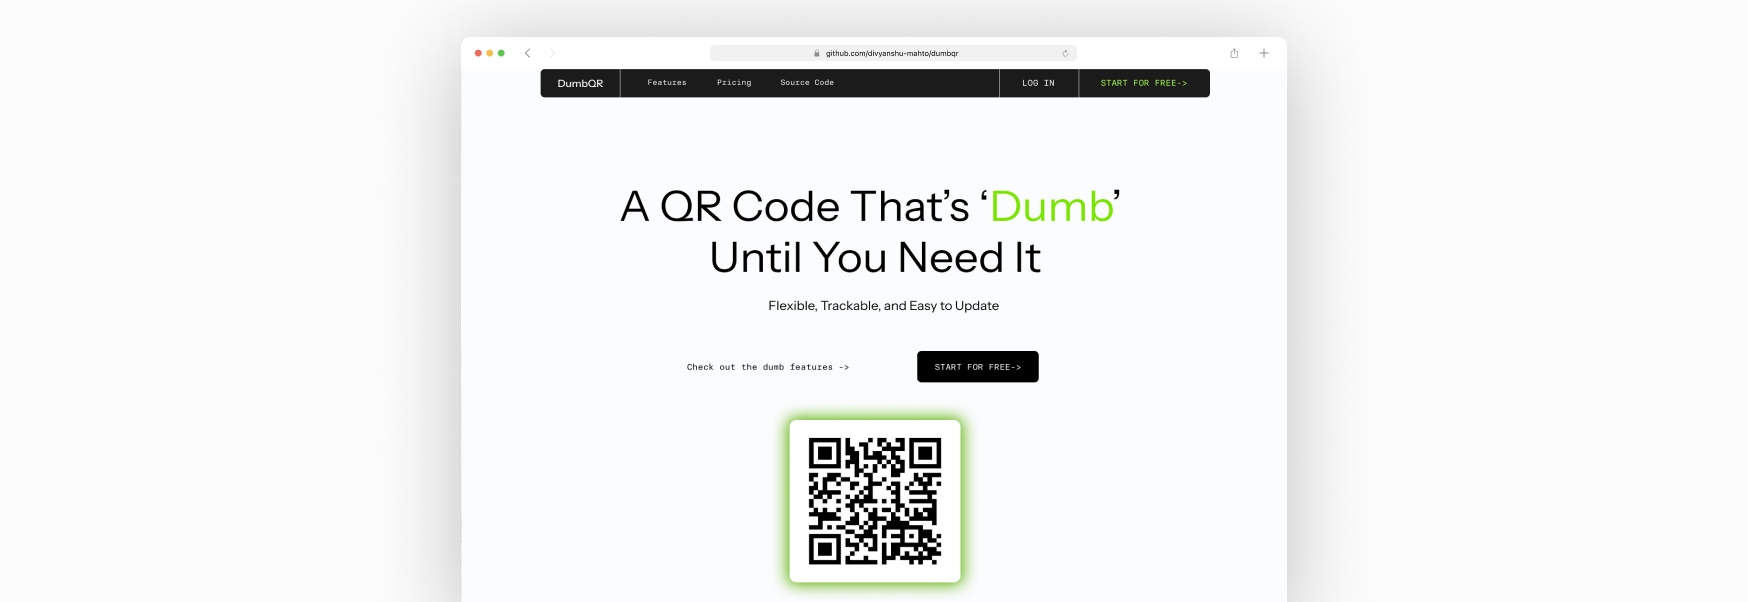 github.com/divyanshu-mahto/dumbqr
DumbQR Features Pricing Source Code LOG IN START FOR FREE->
A QR Code That’s ‘Dumb’
Until You Need It
Flexible, Trackable, and Easy to Update
Check out the dumb features -> START FOR FREE->